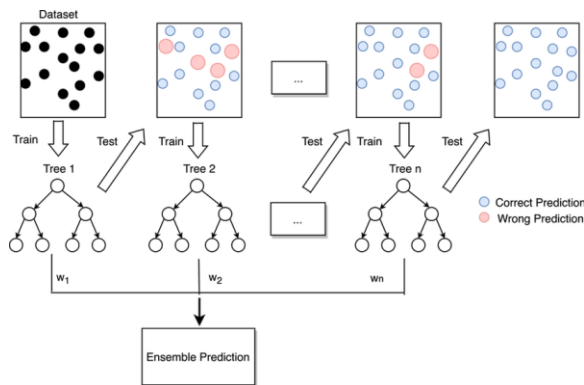 Dataset
...
Train
Test
Train
Test
Train
Test
Tree 1
Tree 2
Tree n
...
Correct Prediction
Wrong Prediction
w1
w2
wn
Ensemble Prediction